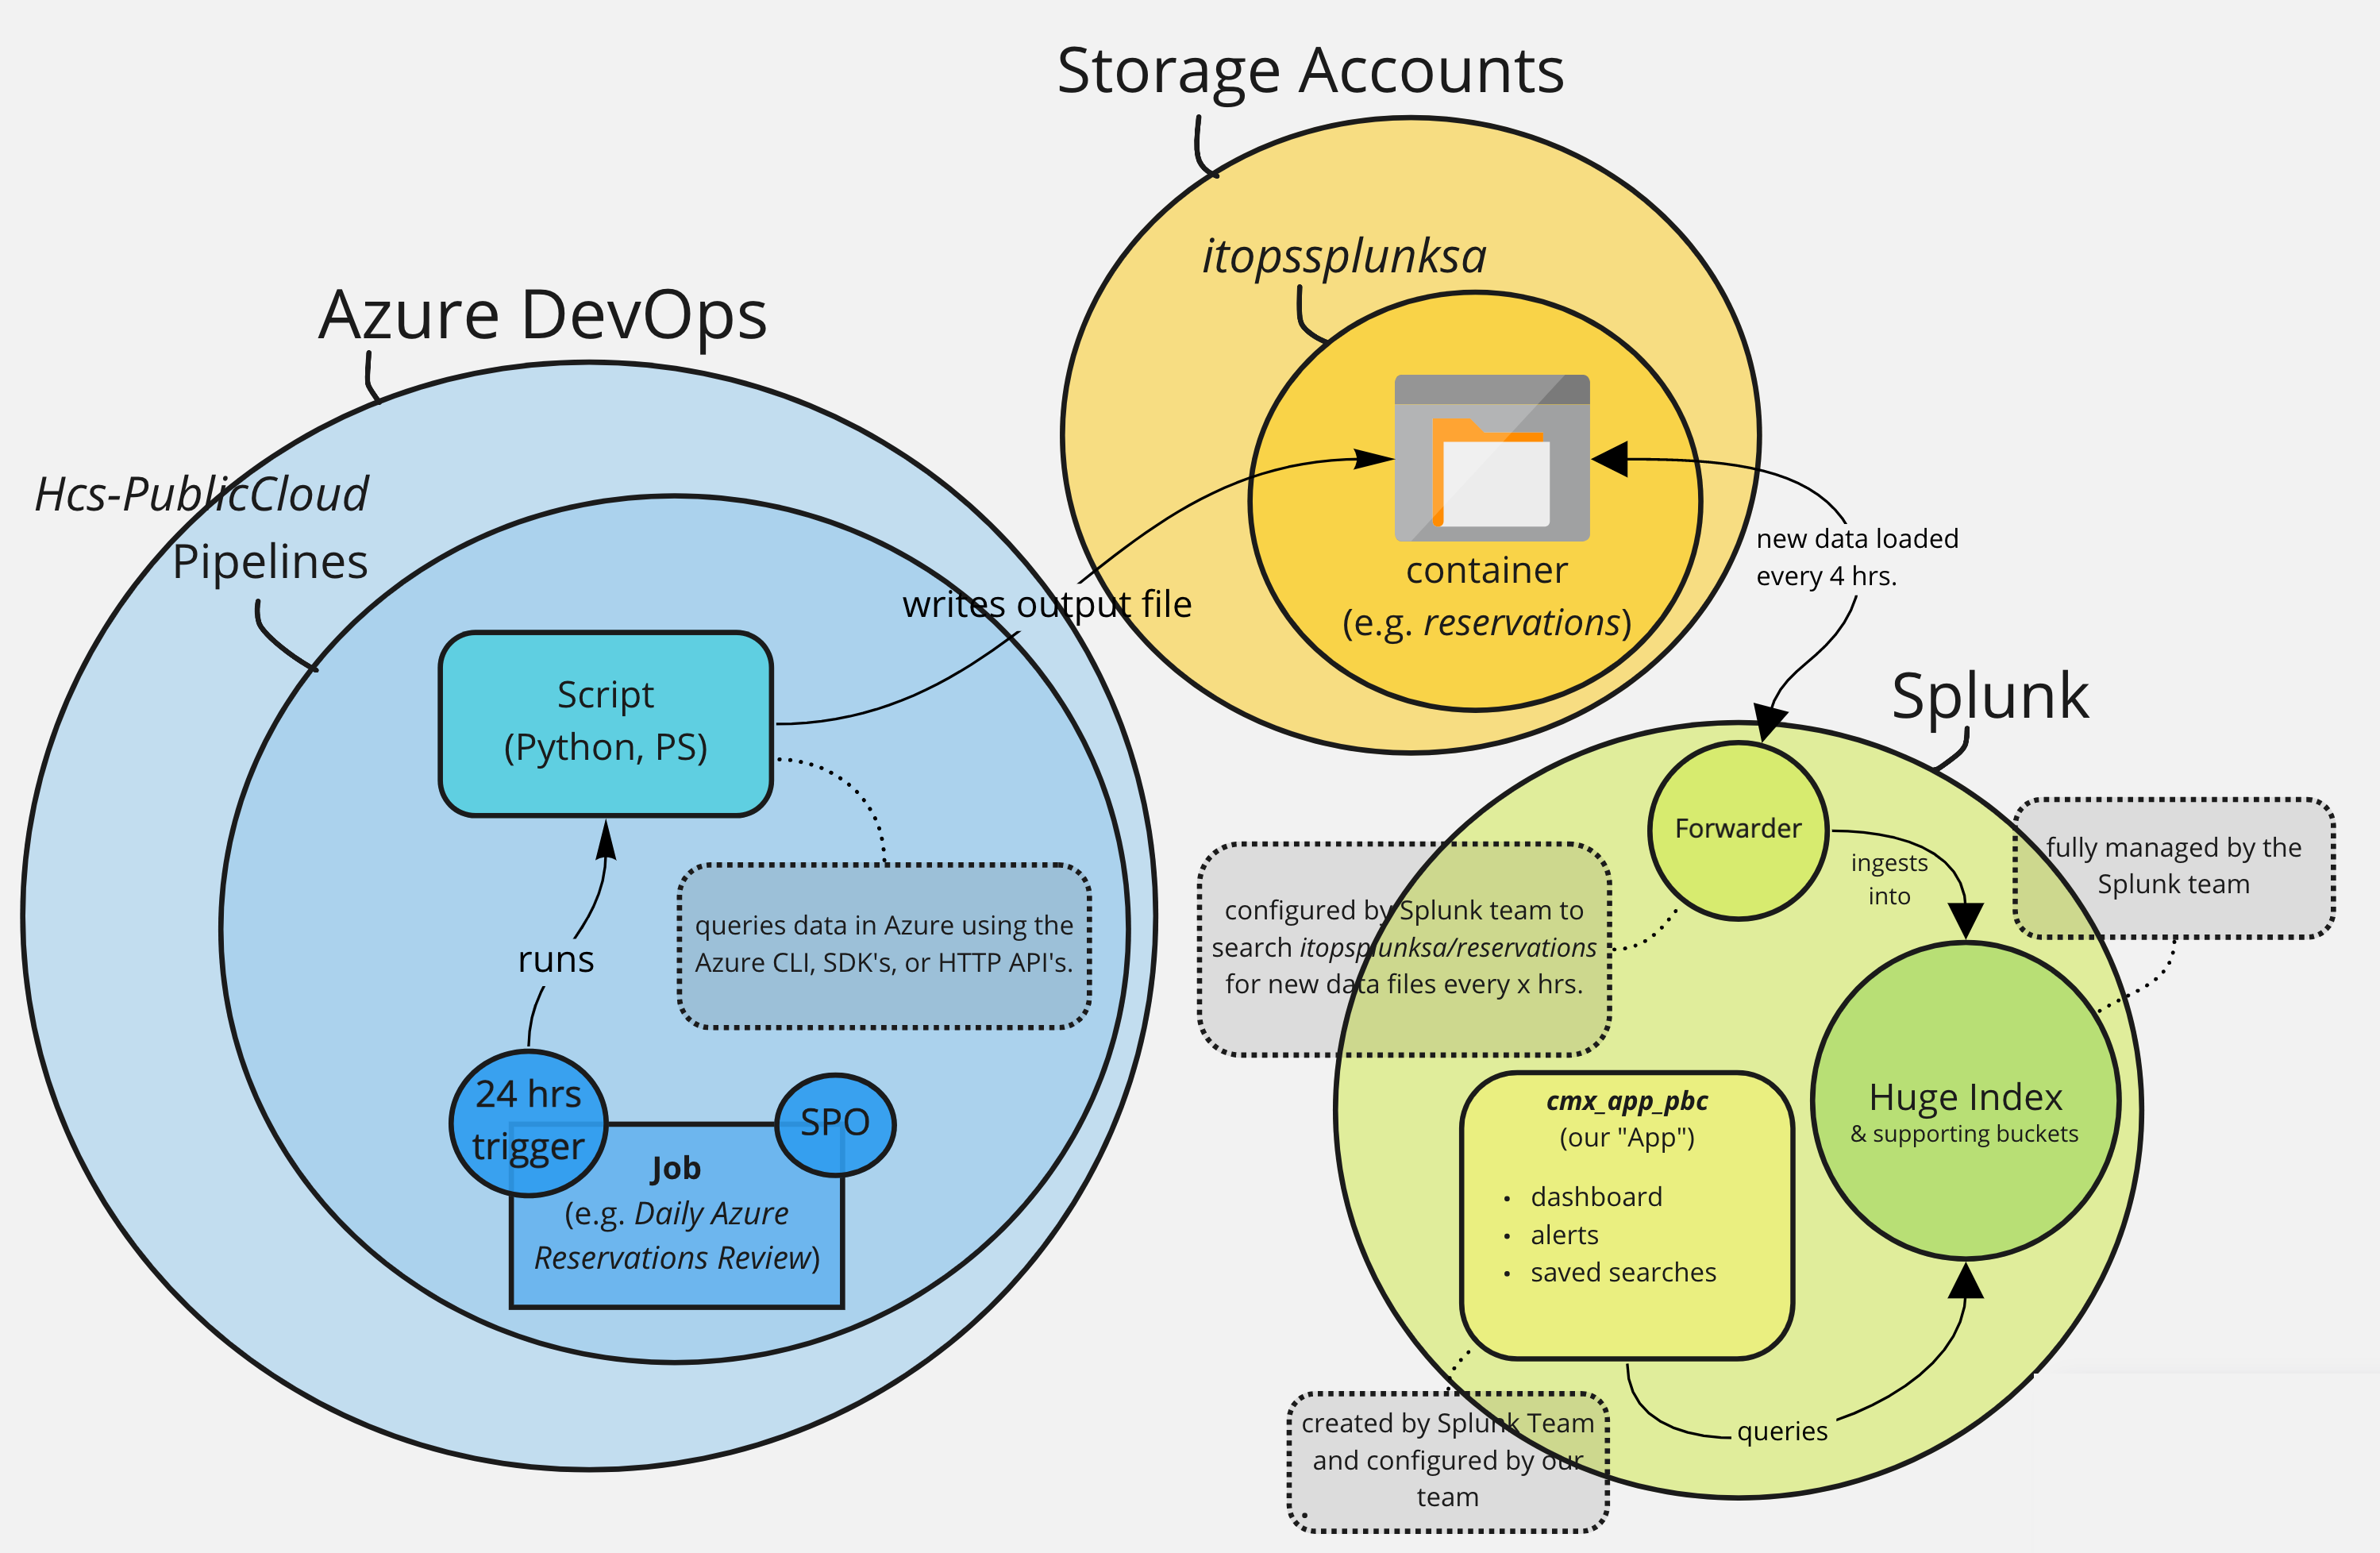 Storage Accounts
itopssplunksa
container
(e.g. reservations)
Azure DevOps
Hcs-PublicCloud
Pipelines
writes output file
Script
(Python, PS)
queries data in Azure using the
Azure CLI, SDK's, or HTTP API's.
runs
24 hrs
trigger
SPO
Job
(e.g. Daily Azure
Reservations Review)
new data loaded
every 4 hrs.
Splunk
Forwarder
ingests
into
fully managed by the
Splunk team
configured by Splunk team to
search itopsplunksa/reservations
for new data files every x hrs.
Huge Index
& supporting buckets
cmx_app_pbc
(our "App")
• dashboard
• alerts
• saved searches
queries
created by Splunk Team
and configured by our
team